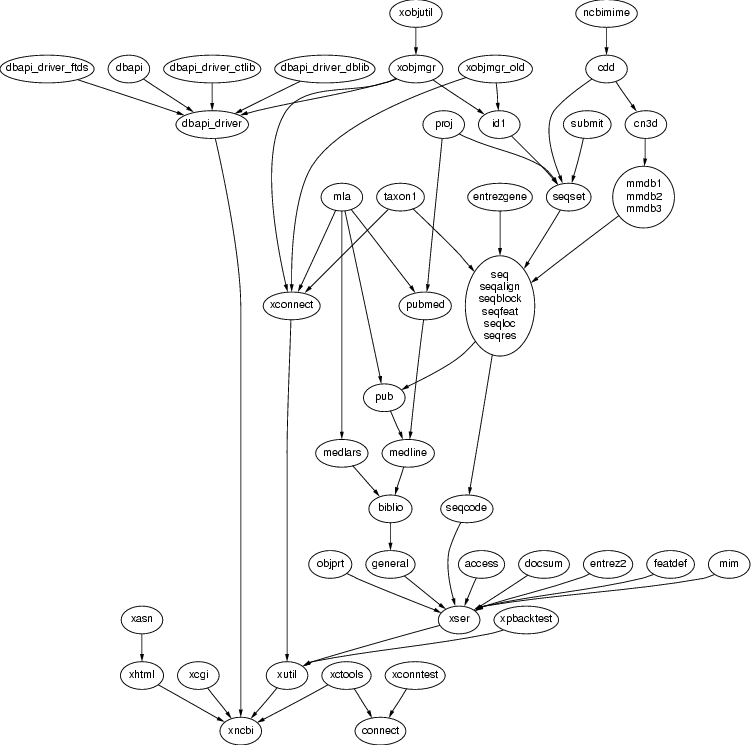 xobjutil
ncbimime
dbapi_driver_ftds
dbapi
dbapi_driver_ctlib
dbapi_driver_dblib
xobjmgr
xobjmgr_old
cdd
dbapi_driver
proj
id1
submit
cn3d
mla
taxon1
entrezgene
seqset
mmdb1
mmdb2
mmdb3
xconnect
pubmed
seq
seqalign
seqblock
seqfeat
seqloc
seqres
pub
medlars
medline
biblio
seqcode
objprt
general
access
docsum
entrez2
featdef
mim
xasn
xser
xpbacktest
xhtml
xcgi
xutil
xctools
xconntest
xncbi
connect